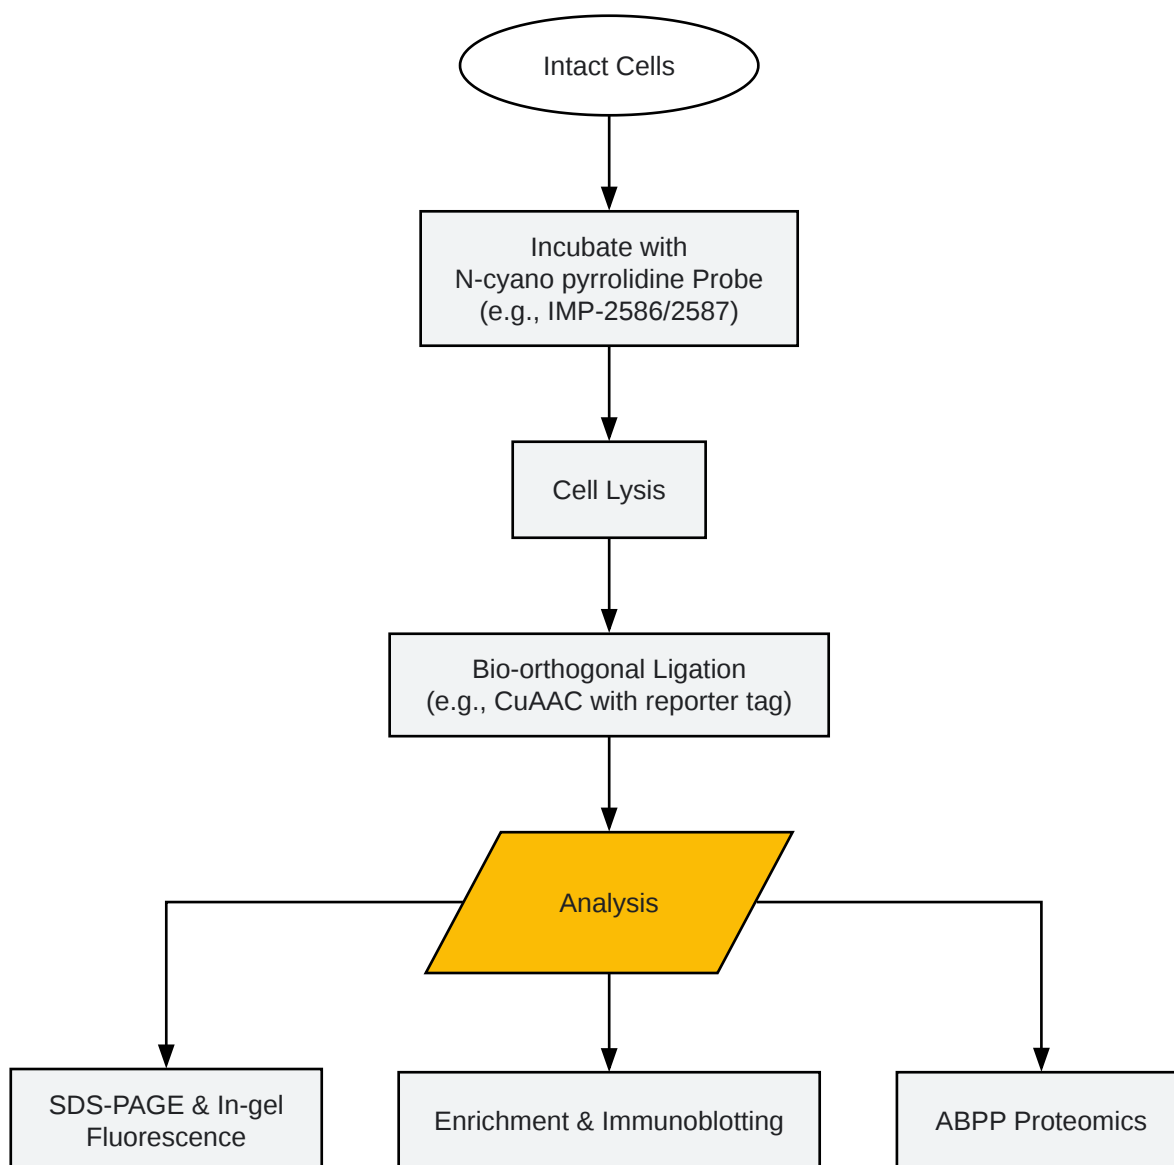 Intact Cells
Incubate with
N-cyano pyrrolidine Probe
(e.g., IMP-2586/2587)
Cell Lysis
Bio-orthogonal Ligation
(e.g., CuAAC with reporter tag)
Analysis
SDS-PAGE & In-gel
Fluorescence
Enrichment & Immunoblotting
ABPP Proteomics